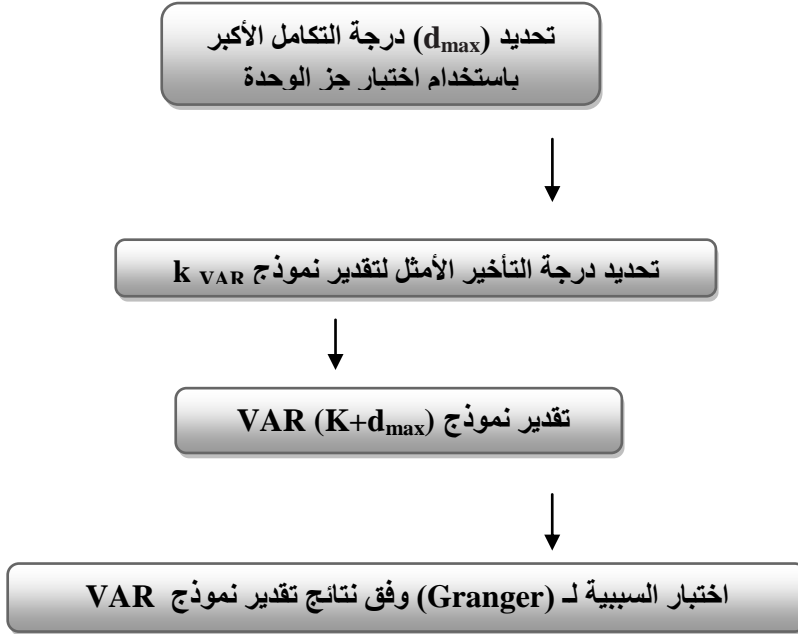 تحديد (dmax) درجة التكامل الأكبر
باستخدام اختبار جز الوحدة
تحديد درجة التأخير الأمثل لتقدير نموذج k VAR
تقدير نموذج VAR (K+dmax)
اختبار السببية لـ (Granger) وفق نتائج تقدير نموذج VAR